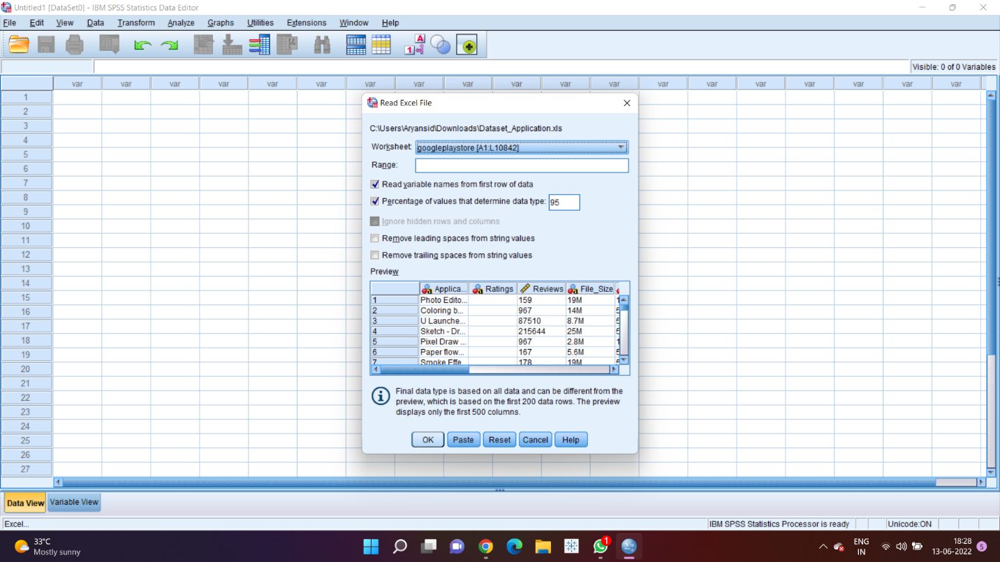 Untitled1 [DataSet0] - IBM SPSS Statistics Data Editor
File Edit View Data Transform Analyze Graphs Utilities Extensions Window Help
Visible: 0 of 0 Variables
var var var var var var var var var var var var var var var var var var var
1
2
3
4
5
6
7
8
9
10
11
12
13
14
15
16
17
18
19
20
21
22
23
24
25
26
27
Read Excel File
C:\Users\Aryansid\Downloads\Dataset_Application.xls
Worksheet: googleplaystore [A1:L10842]
Range:
Read variable names from first row of data
Percentage of values that determine data type: 95
Ignore hidden rows and columns
Remove leading spaces from string values
Remove trailing spaces from string values
Preview
Applica... Ratings Reviews File_Size
1 Photo Edito... 159 19M
2 Coloring b... 967 14M
3 U Launche... 87510 8.7M
4 Sketch - Dr... 215644 25M
5 Pixel Draw ... 967 2.8M
6 Paper flow... 167 5.6M
7 Smoke Effe 178 19M
Final data type is based on all data and can be different from the
preview, which is based on the first 200 data rows. The preview
displays only the first 500 columns.
OK Paste Reset Cancel Help
Data View Variable View
Excel... IBM SPSS Statistics Processor is ready Unicode:ON
33°C
Mostly sunny
1
ENG
IN
18:28
13-06-2022
5